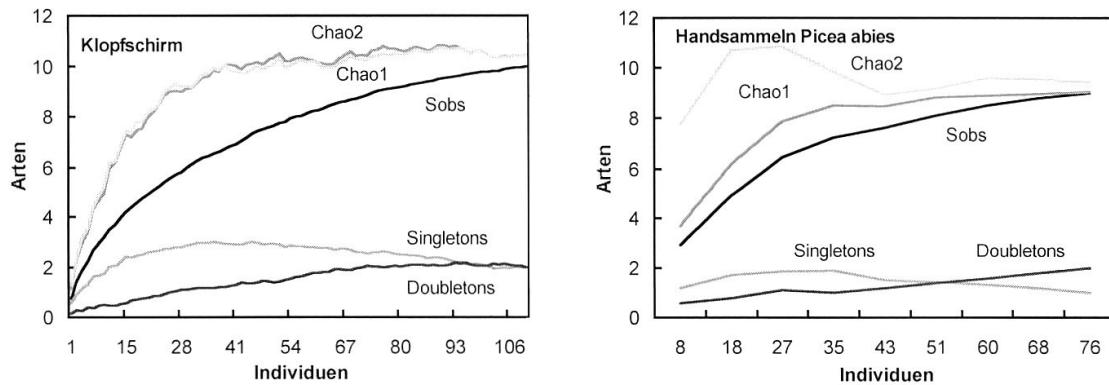 12
10
8
6
4
2
0
Arten
Klopfschirm
Chao2
Chao1
Sobs
Singletons
Doubletons
1 15 28 41 54 67 80 93 106
Individuen
12
10
8
6
4
2
0
Arten
Handsammeln Picea abies
Chao2
Chao1
Sobs
Singletons
Doubletons
8 18 27 35 43 52 60 68 76
Individuen